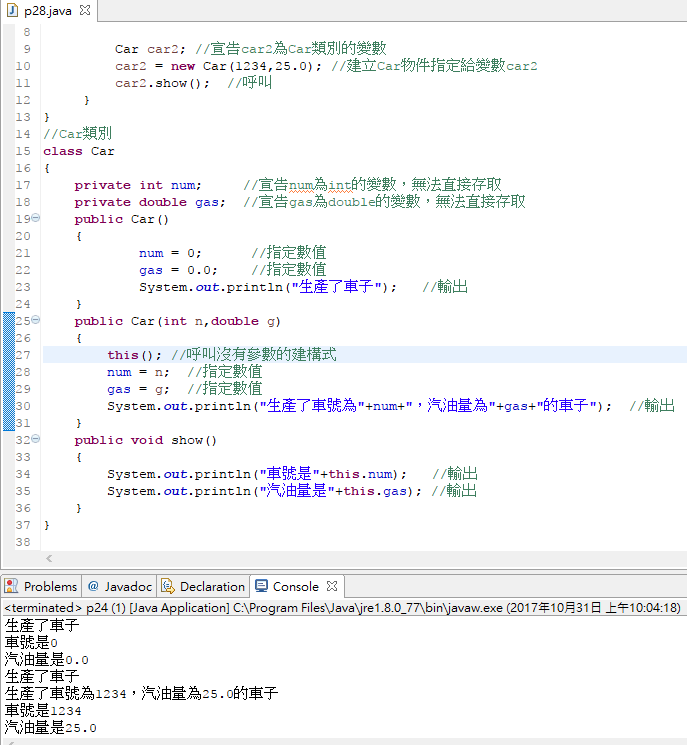 p28.java
8
9 Car car2; //宣告car2為Car類別的變數
10 car2 = new Car(1234,25.0); //建立Car物件指定給變數car2
11 car2.show(); //呼叫
12 }
13 }
14 //Car類別
15 class Car
16 {
17 private int num; //宣告num為int的變數，無法直接存取
18 private double gas; //宣告gas為double的變數，無法直接存取
19 public Car()
20 {
21 num = 0; //指定數值
22 gas = 0.0; //指定數值
23 System.out.println("生產了車子"); //輸出
24 }
25 public Car(int n,double g)
26 {
27 this(); //呼叫沒有參數的建構式
28 num = n; //指定數值
29 gas = g; //指定數值
30 System.out.println("生產了車號為"+num+"，汽油量為"+gas+"的車子"); //輸出
31 }
32 public void show()
33 {
34 System.out.println("車號是"+this.num); //輸出
35 System.out.println("汽油量是"+this.gas); //輸出
36 }
37 }
38
Problems @ Javadoc Declaration Console
<terminated> p24 (1) [Java Application] C:\Program Files\Java\jre1.8.0_77\bin\javaw.exe (2017年10月31日 上午10:04:18)
生產了車子
車號是0
汽油量是0.0
生產了車子
生產了車號為1234，汽油量為25.0的車子
車號是1234
汽油量是25.0